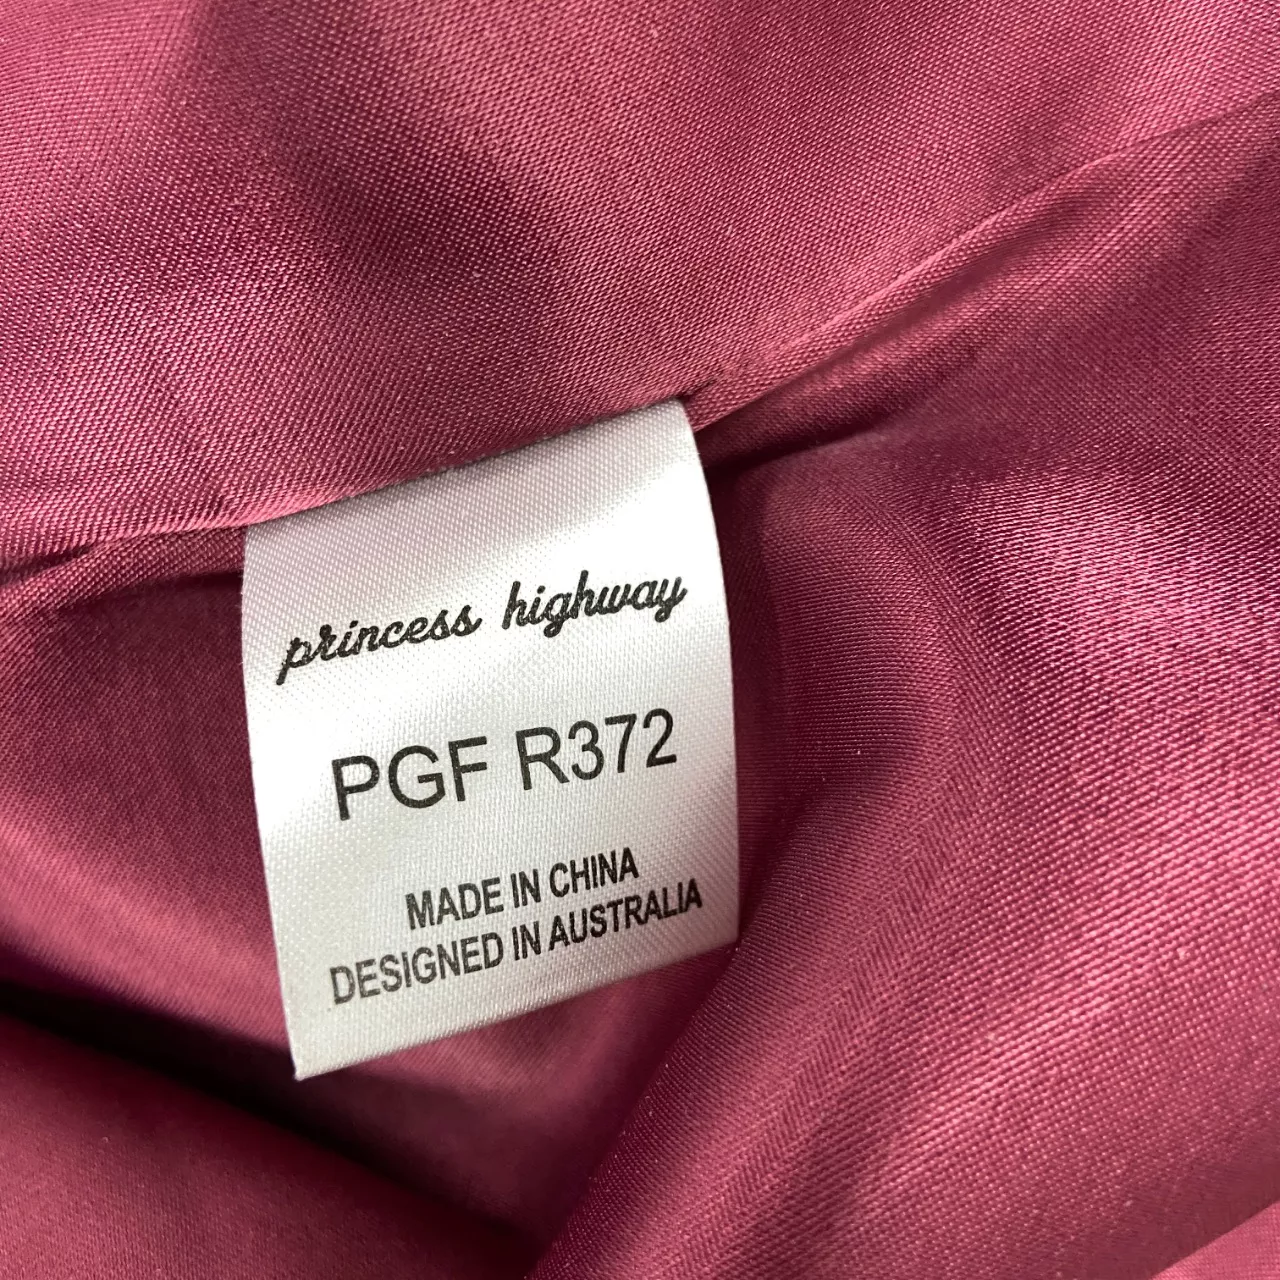 princess highway
PGF R372
MADE IN CHINA
DESIGNED IN AUSTRALIA